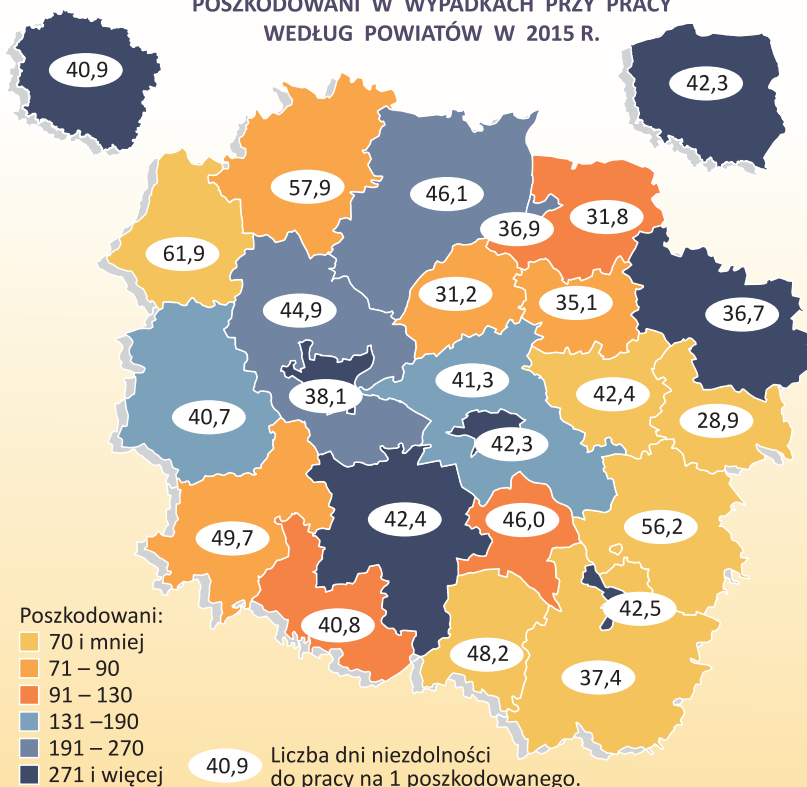 POSZKODOWANI W WYPADKACH PRZY PRACY
WEDŁUG POWIATÓW W 2015 R.
40,9
42,3
57,9
46,1
31,8
36,9
61,9
31,2
35,1
44,9
36,7
41,3
38,1
42,4
40,7
28,9
42,3
42,4
46,0
56,2
49,7
42,5
40,8
48,2
37,4
Poszkodowani:
70 i mniej
71 – 90
91 – 130
131 –190
191 – 270
271 i więcej
40,9
Liczba dni niezdolności
do pracy na 1 poszkodowanego.